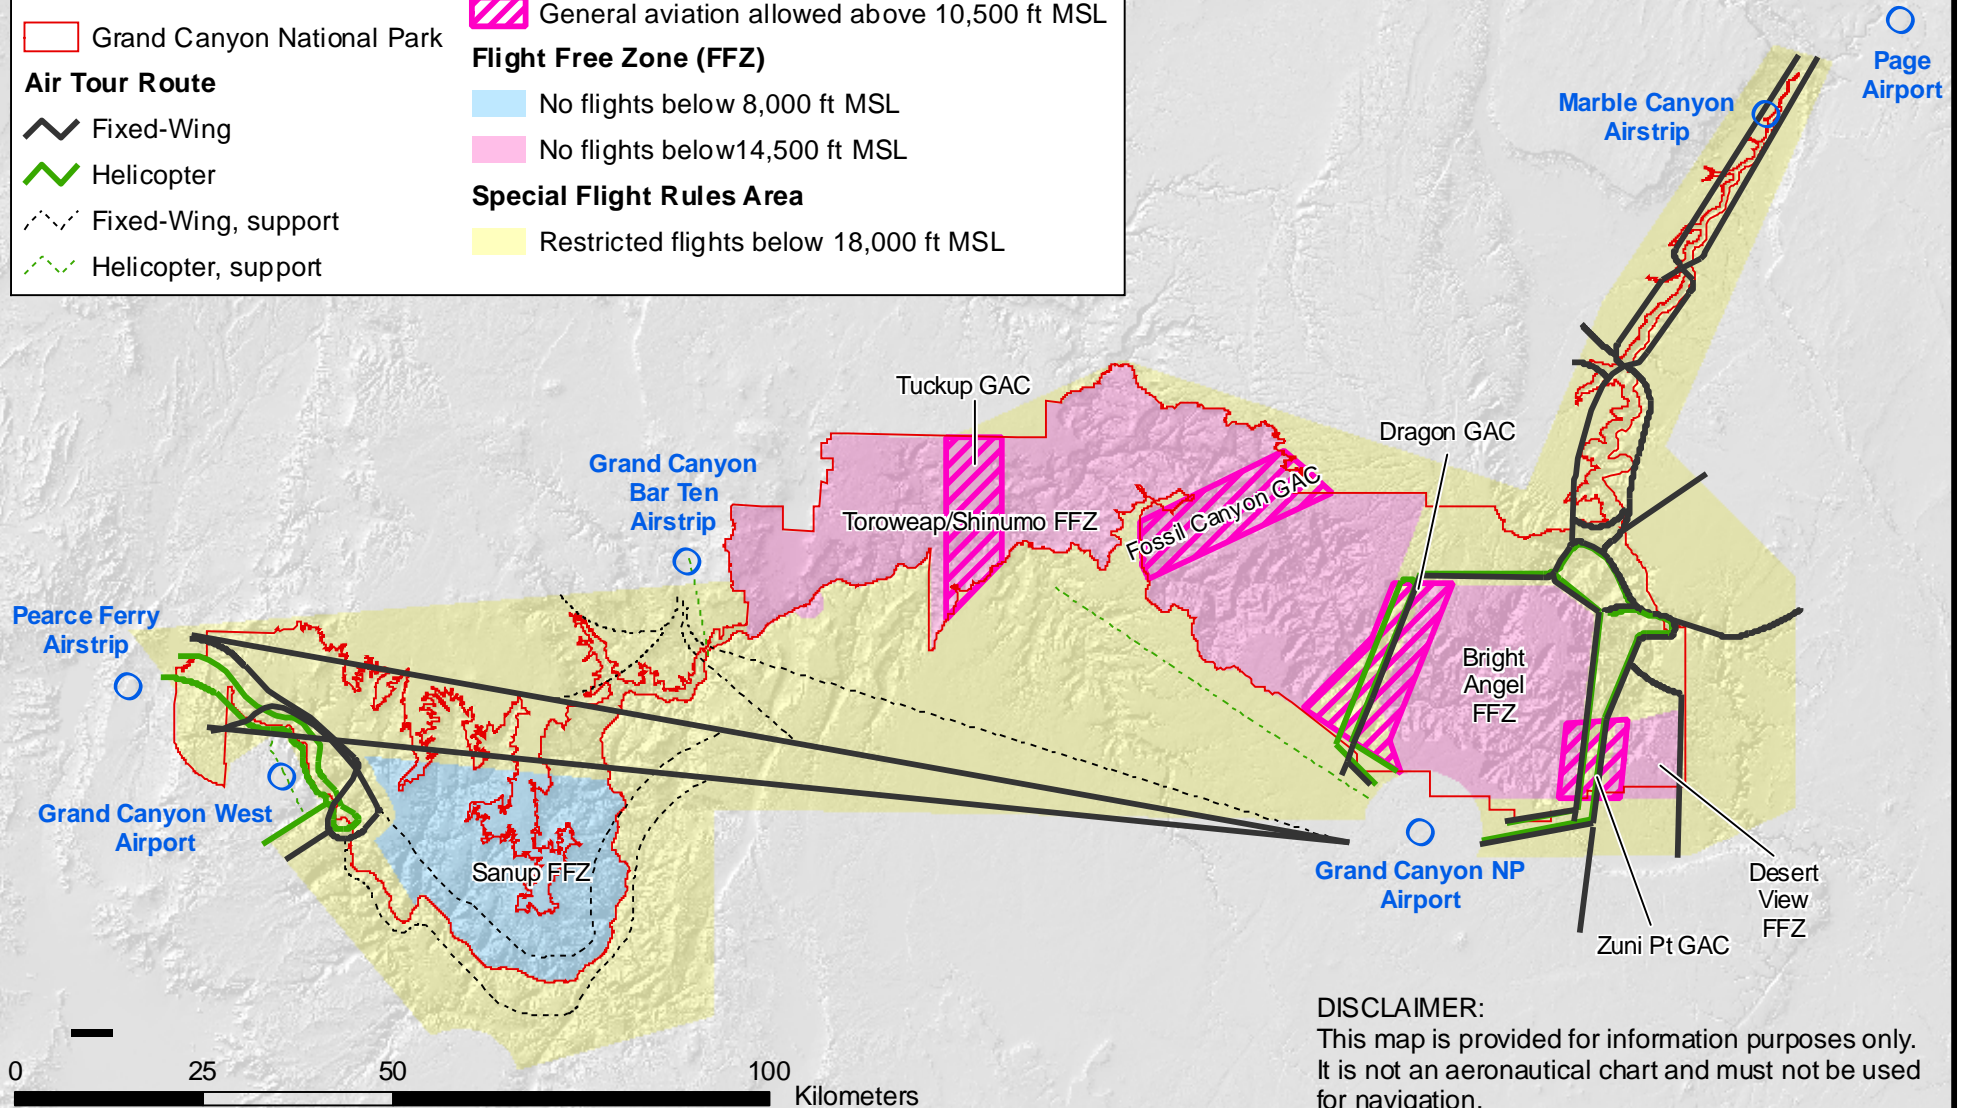 General aviation allowed above 10,500 ft MSL
Grand Canyon National Park
Air Tour Route
Fixed-Wing
Helicopter
Fixed-Wing, support
Helicopter, support
Flight Free Zone (FFZ)
No flights below 8,000 ft MSL
No flights below14,500 ft MSL
Special Flight Rules Area
Restricted flights below 18,000 ft MSL
Page
Airport
Marble Canyon
Airstrip
Tuckup GAC
Dragon GAC
Grand Canyon
Bar Ten
Airstrip
Toroweap/Shinumo FFZ
Fossil Canyon GAC
Pearce Ferry
Airstrip
Bright
Angel
FFZ
Grand Canyon West
Airport
Sanup FFZ
Grand Canyon NP
Airport
Desert
View
FFZ
Zuni Pt GAC
DISCLAIMER:
This map is provided for information purposes only.
It is not an aeronautical chart and must not be used
for navigation.
0 25 50 100
Kilometers